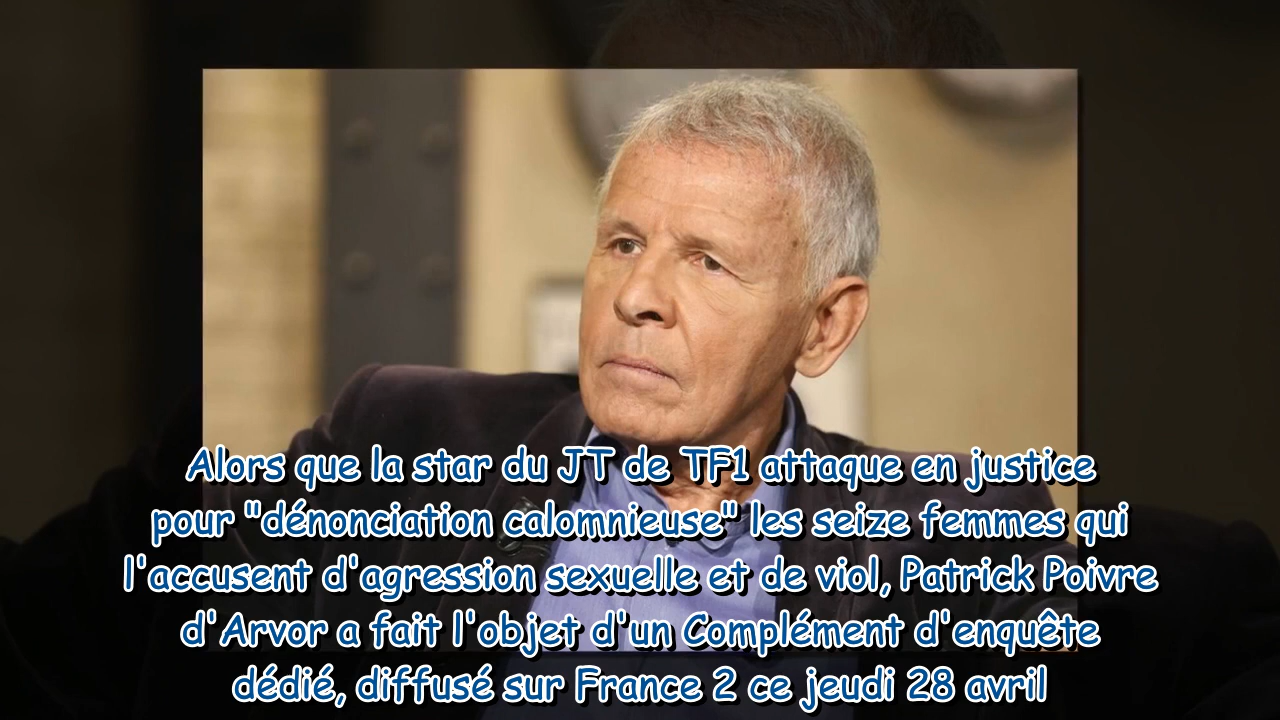 Alors que la star du JT de TF1 attaque en justice
pour "dénonciation calomnieuse" les seize femmes qui
l'accusent d'agression sexuelle et de viol, Patrick Poivre
d'Arvor a fait l'objet d'un Complément d'enquête
dédié, diffusé sur France 2 ce jeudi 28 avril